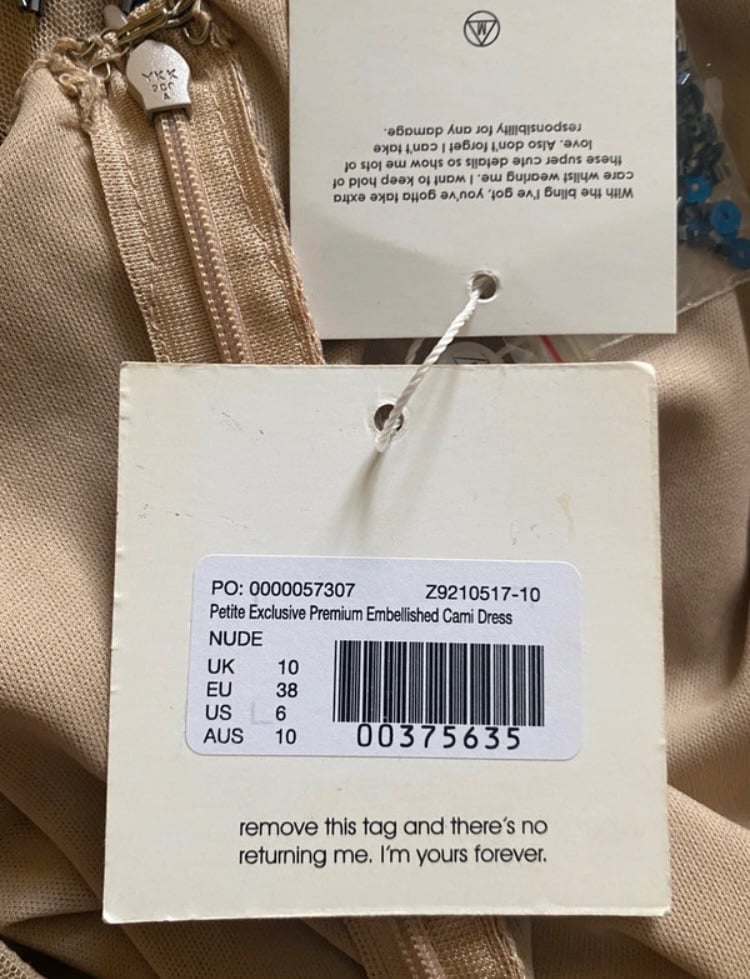 YKK
M
With the bling I've got, you've gotta take extra
care whilst wearing me. I want to keep hold of
these super cute details so show me lots of
love. Also don't forget I can't take
responsibility for any damage.
PO: 0000057307 Z9210517-10
Petite Exclusive Premium Embellished Cami Dress
NUDE
UK 10
EU 38
US 6
AUS 10
00375635
remove this tag and there's no
returning me. I'm yours forever.